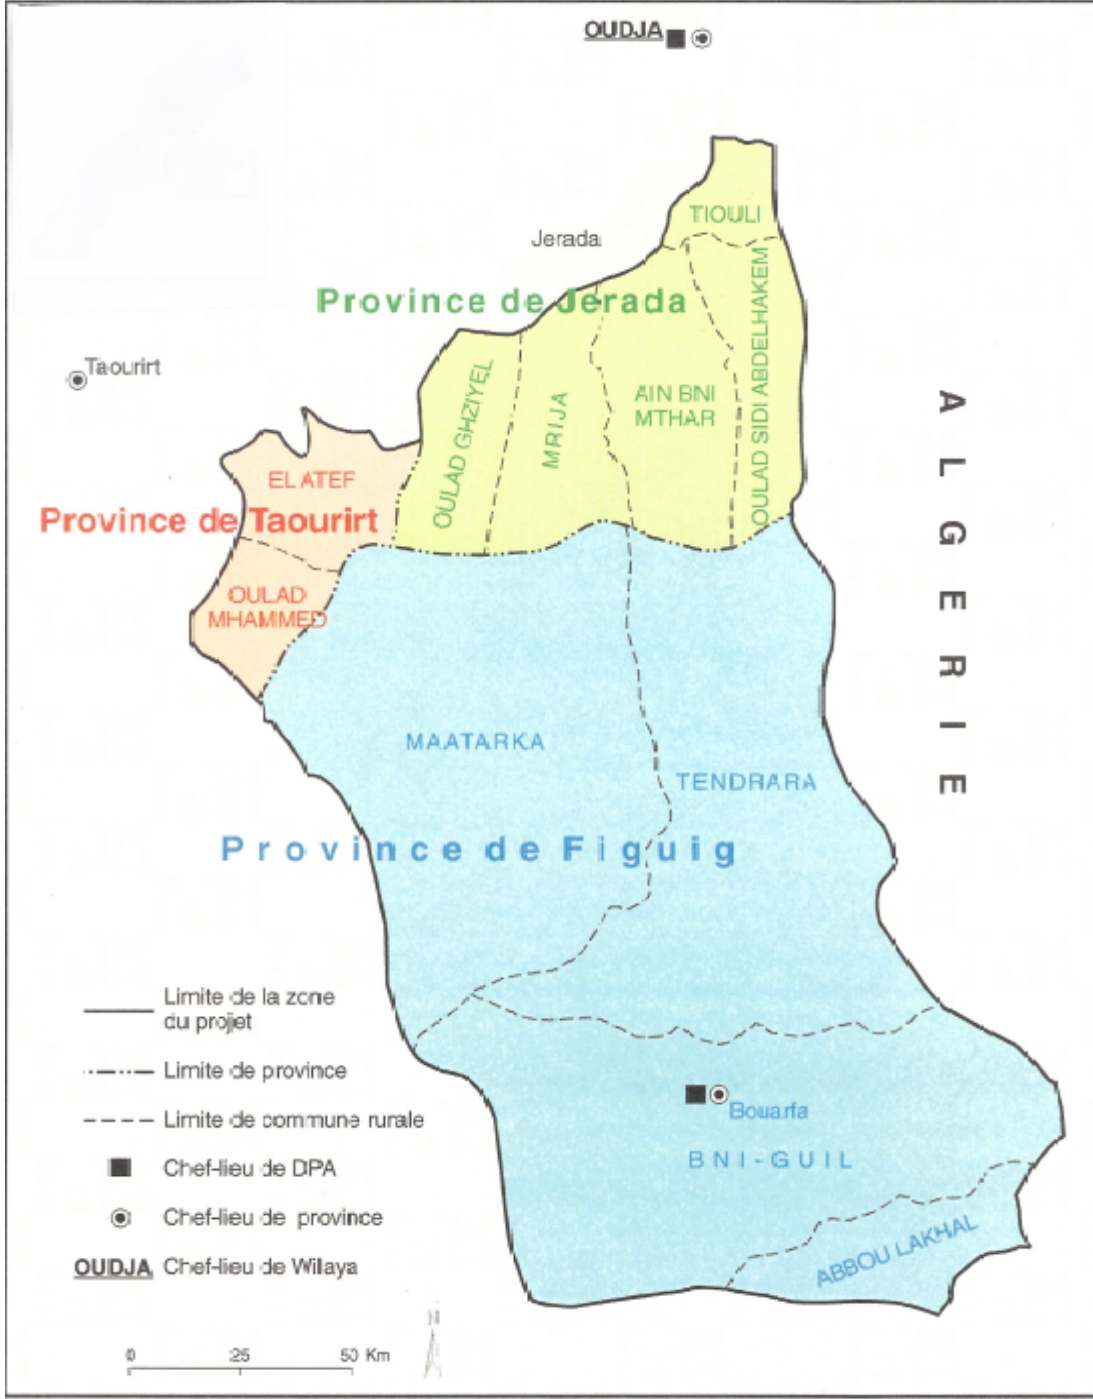 OUDJA
TIOULI
Jerada
OULAD SIDI ABDELHAKEM
Province de Jerada
Taourirt
OULAD GHZIYEL
MRIJA
AIN BNI
MTHAR
ALGERIE
EL ATEF
Province de Taourirt
OULAD
MHAMMED
MAATARKA
TENDRARA
Province de Figuig
Limite de la zone
du projet
Limite de province
Bouarfa
Limite de commune rurale
BNI-GUIL
Chef-lieu de DPA
Chef-lieu de province
ABBOU LAKHAL
OUDJA Chef-lieu de Wilaya
0 25 50 Km